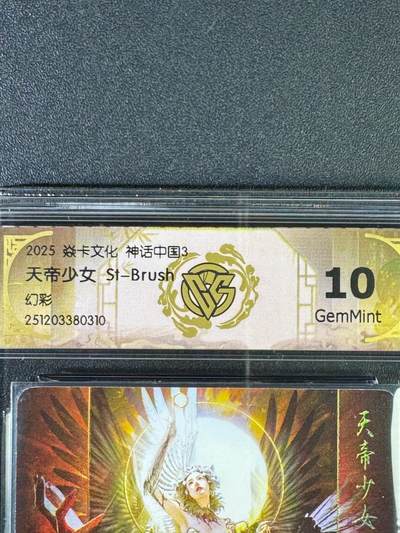 2025 焱卡文化 神话中国3
天帝少女 St-Brush
幻彩
251203380310
10
GemMint
天帝少女